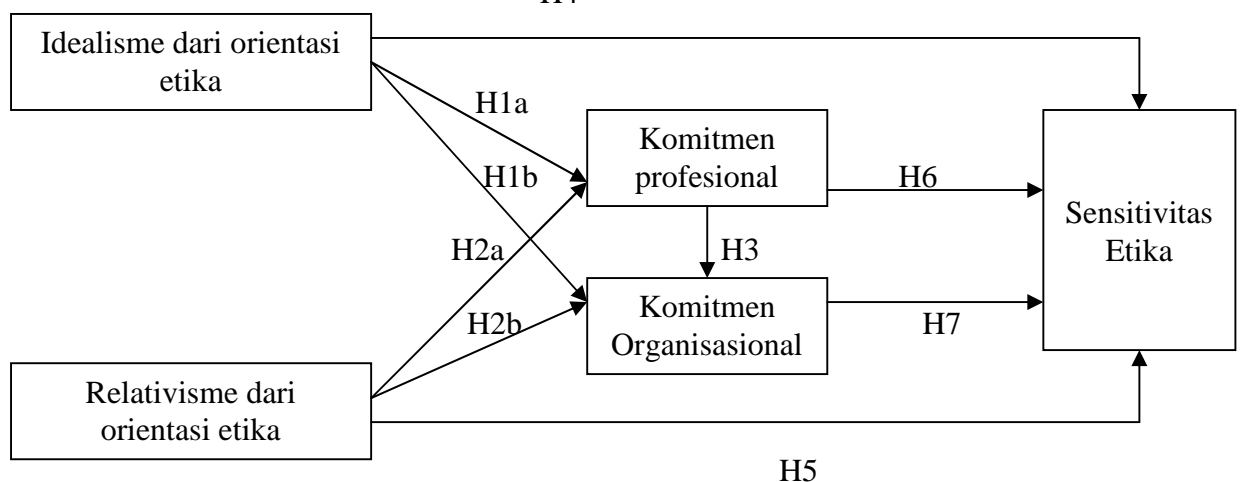 Idealisme dari orientasi
etika
H1a
Komitmen
profesional
H1b
H6
Sensitivitas
Etika
H2a
H3
Komitmen
Organisasional
H2b
H7
Relativisme dari
orientasi etika
H5